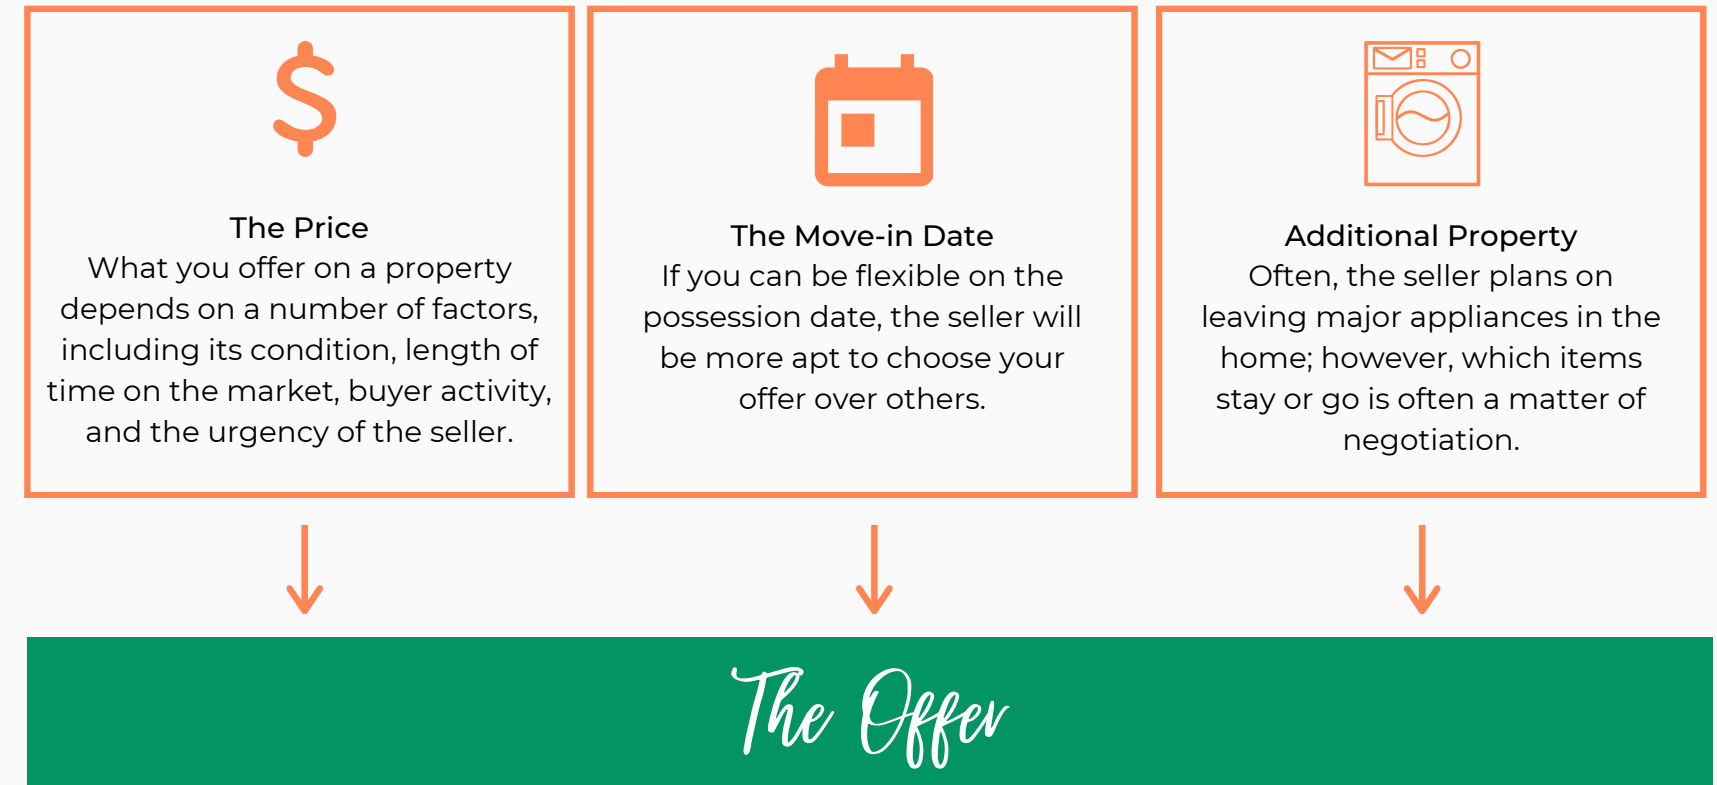 The Price
What you offer on a property
depends on a number of factors,
including its condition, length of
time on the market, buyer activity,
and the urgency of the seller.
The Move-in Date
If you can be flexible on the
possession date, the seller will
be more apt to choose your
offer over others.
Additional Property
Often, the seller plans on
leaving major appliances in the
home; however, which items
stay or go is often a matter of
negotiation.
The Offer